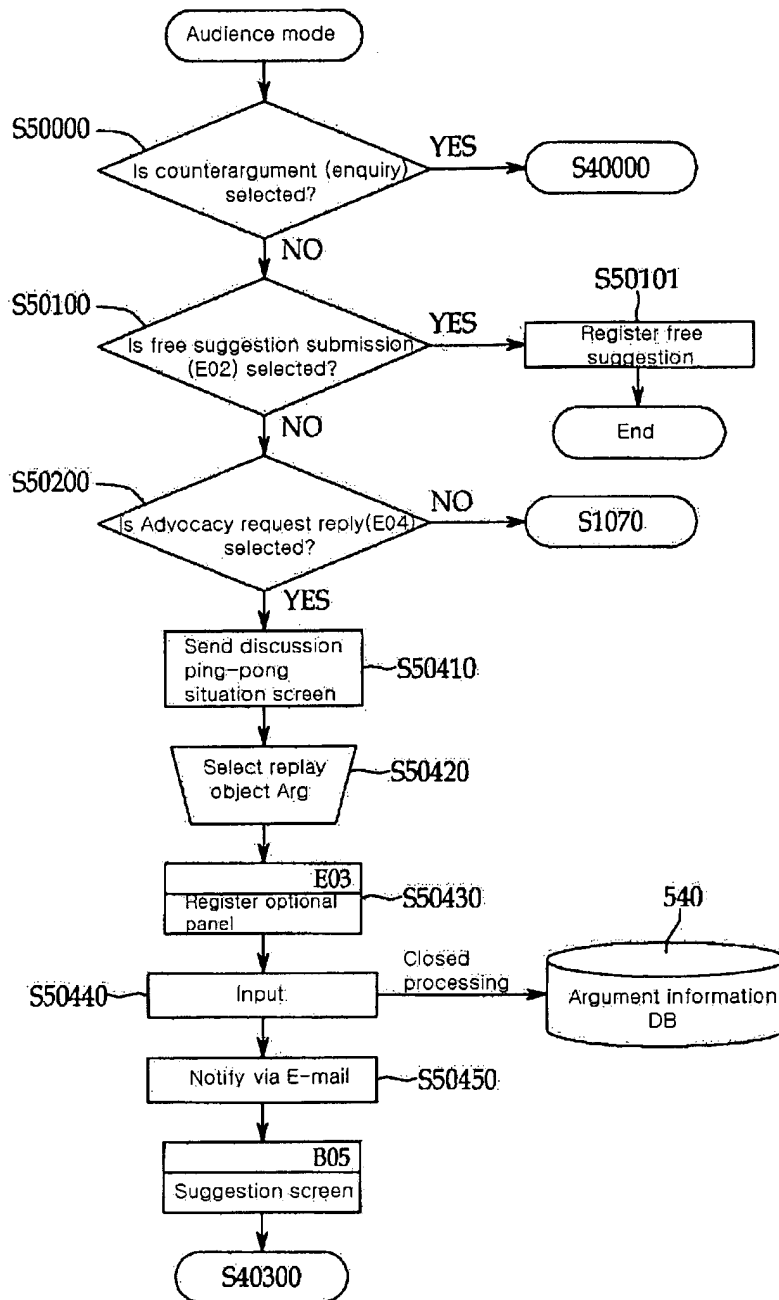 Audience mode
S50000
Is counterargument (enquiry)
selected?
YES
S40000
NO
S50100
Is free suggestion submission
(E02) selected?
YES
S50101
Register free
suggestion
End
NO
S50200
Is Advocacy request reply(E04)
selected?
NO
S1070
YES
Send discussion
ping-pong
situation screen
S50410
Select replay
object Arg
S50420
E03
Register optional
panel
S50430
S50440
Input
Closed
processing
540
Argument information
DB
Notify via E-mail
S50450
B05
Suggestion screen
S40300